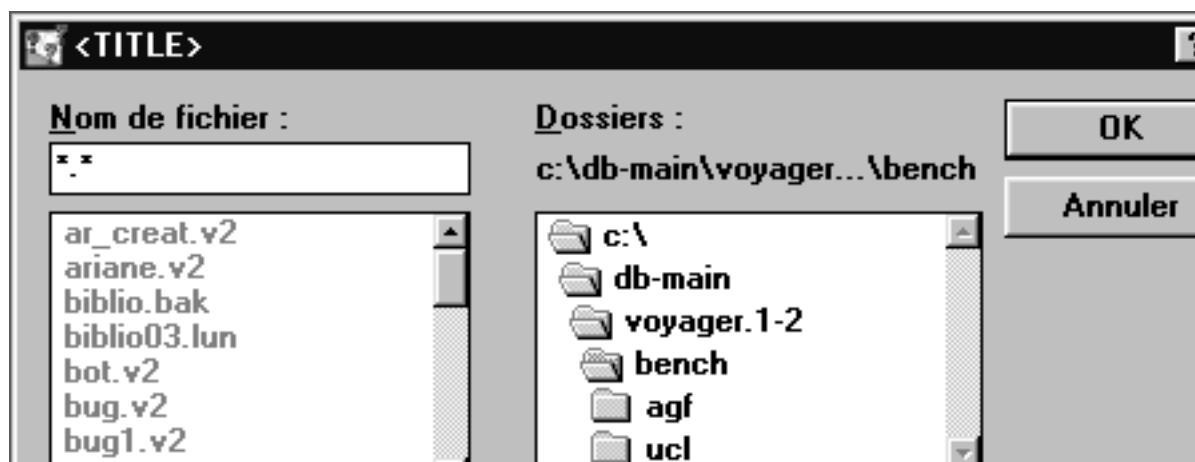 <TITLE>
?
Nom de fichier :
*.*
ar_creat.v2
ariane.v2
biblio.bak
biblio03.lun
bot.v2
bug.v2
bug1.v2
Dossiers :
c:\db-main\voyager...\bench
c:\
db-main
voyager.1-2
bench
agf
ucl
OK
Annuler